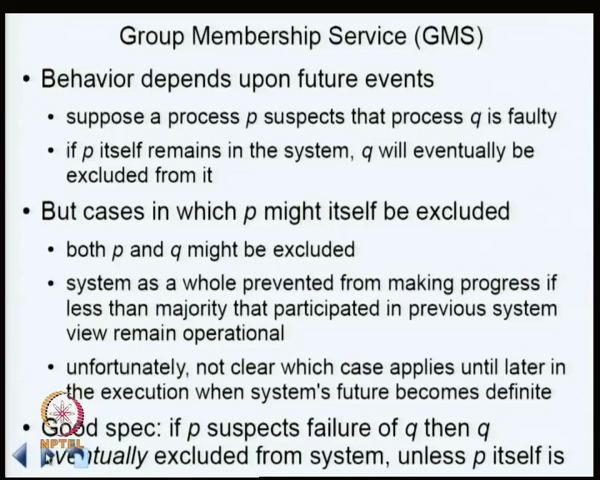 Group Membership Service (GMS)
• Behavior depends upon future events
• suppose a process p suspects that process q is faulty
• if p itself remains in the system, q will eventually be
excluded from it
• But cases in which p might itself be excluded
• both p and q might be excluded
• system as a whole prevented from making progress if
less than majority that participated in previous system
view remain operational
• unfortunately, not clear which case applies until later in
the execution when system's future becomes definite
• Good spec: if p suspects failure of q then q
eventually excluded from system, unless p itself is
NPTEL